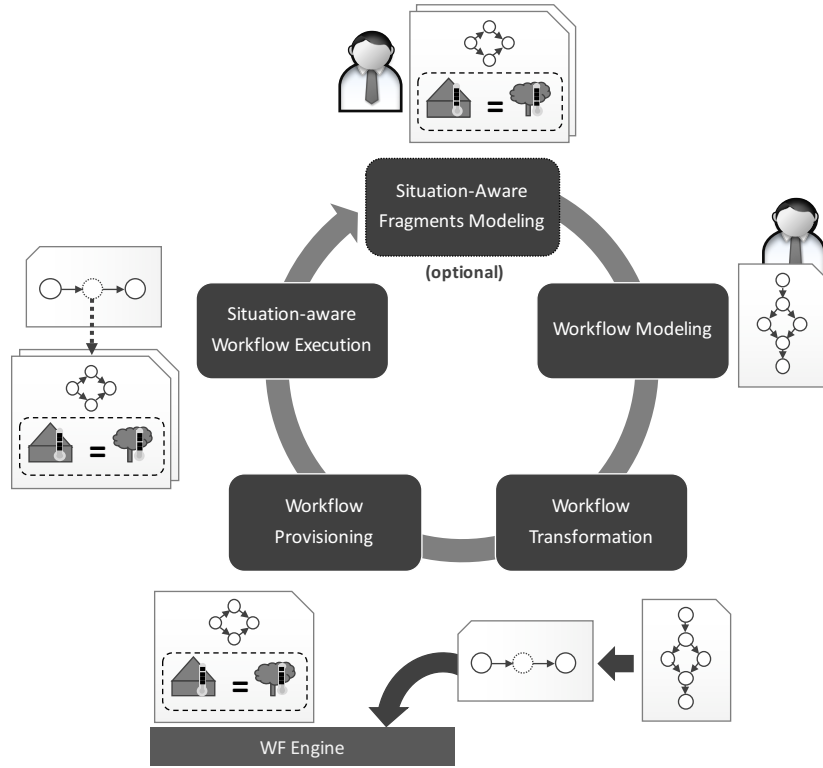 Situation-Aware
Fragments Modeling
(optional)
Situation-aware
Workflow Execution
Workflow Modeling
Workflow
Provisioning
Workflow
Transformation
=
=
=
WF Engine